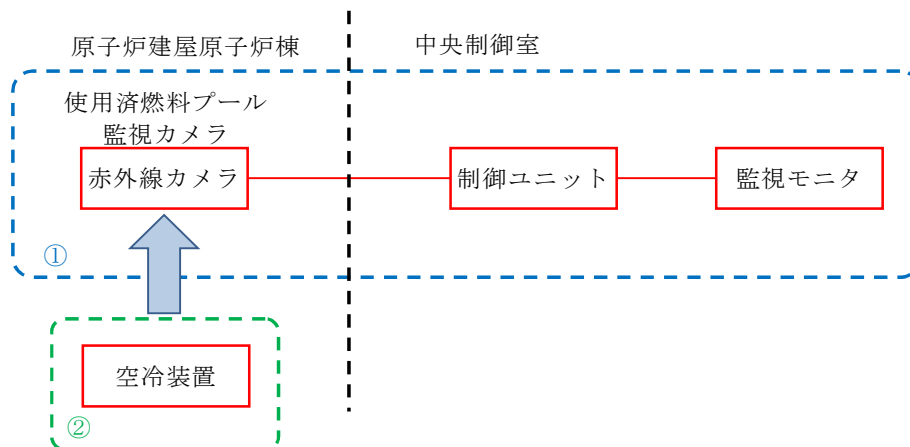 原子炉建屋原子炉棟
中央制御室
使用済燃料プール
監視カメラ
赤外線カメラ
制御ユニット
監視モニタ
①
空冷装置
②